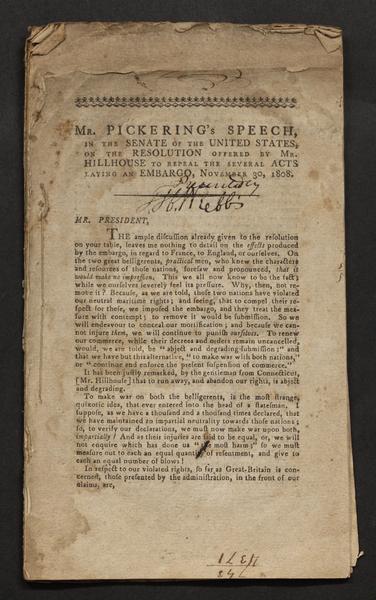 MR. PICKERING's SPEECH,
IN THE SENATE OF THE UNITED STATES,
ON THE RESOLUTION OFFERED BY MR.
HILLHOUSE TO REPEAL THE SEVERAL ACTS
LAYING AN EMBARGO, NOVEMBER 30, 1808.
MR. PRESIDENT,
THE ample discussion already given to the resolution
on your table, leaves me nothing to detail on the effects produced
by the embargo, in regard to France, to England, or ourselves. On
the two great belligerents, practical men, who knew the characters
and resources of those nations, foresaw and pronounced, that it
would make no impression. This we all now know to be the fact;
while we ourselves severely feel its pressure. Why, then, not re-
move it? Because, as we are told, those two nations have violated
our neutral maritime rights; and seeing, that to compel their re-
spect for these, we imposed the embargo, and they treat the mea-
sure with contempt; to remove it would be submission. So we
will endeavour to conceal our mortification; and because we can-
not injure them, we will continue to punish ourselves. To renew
our commerce, while their decrees and orders remain uncancelled,
would, we are told, be "abject and degrading submission;" and
that we have but this alternative, "to make war with both nations,"
or "continue and enforce the present suspension of commerce."
It has been justly remarked, by the gentleman from Connecticut,
[Mr. Hillhouse] that to run away, and abandon our rights, is abject
and degrading.
To make war on both the belligerents, is the most strange,
quixotic idea, that ever entered into the head of a statesman. I
suppose, as we have a thousand and a thousand times declared, that
we have maintained an impartial neutrality towards those nations;
so, to verify our declarations, we must now make war upon both,
impartially! And as their injuries are said to be equal, or, we will
not enquire which has done us "the most harm;" so we must
measure out to each an equal quantity of resentment, and give to
each an equal number of blows!
In respect to our violated rights, so far as Great-Britain is con-
cerned, those presented by the administration, in the front of our
claims, are,